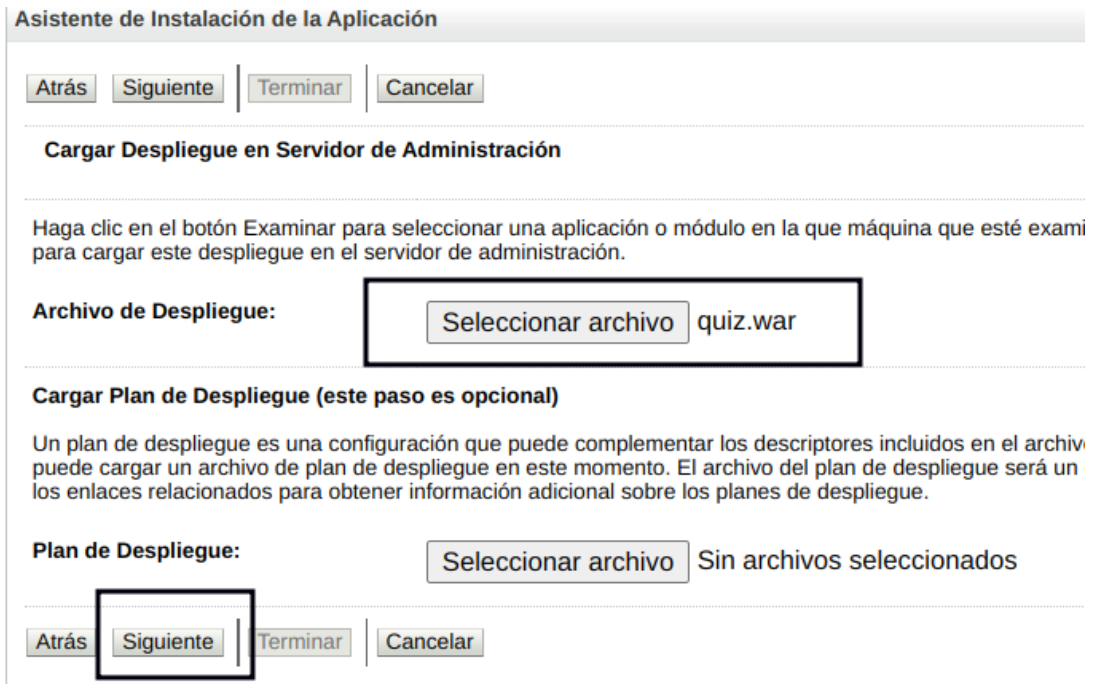 Asistente de Instalación de la Aplicación
Atrás Siguiente Terminar Cancelar
Cargar Despliegue en Servidor de Administración
Haga clic en el botón Examinar para seleccionar una aplicación o módulo en la que máquina que esté exami
para cargar este despliegue en el servidor de administración.
Archivo de Despliegue: Seleccionar archivo quiz.war
Cargar Plan de Despliegue (este paso es opcional)
Un plan de despliegue es una configuración que puede complementar los descriptores incluidos en el archiv
puede cargar un archivo de plan de despliegue en este momento. El archivo del plan de despliegue será un
los enlaces relacionados para obtener información adicional sobre los planes de despliegue.
Plan de Despliegue: Seleccionar archivo Sin archivos seleccionados
Atrás Siguiente Terminar Cancelar